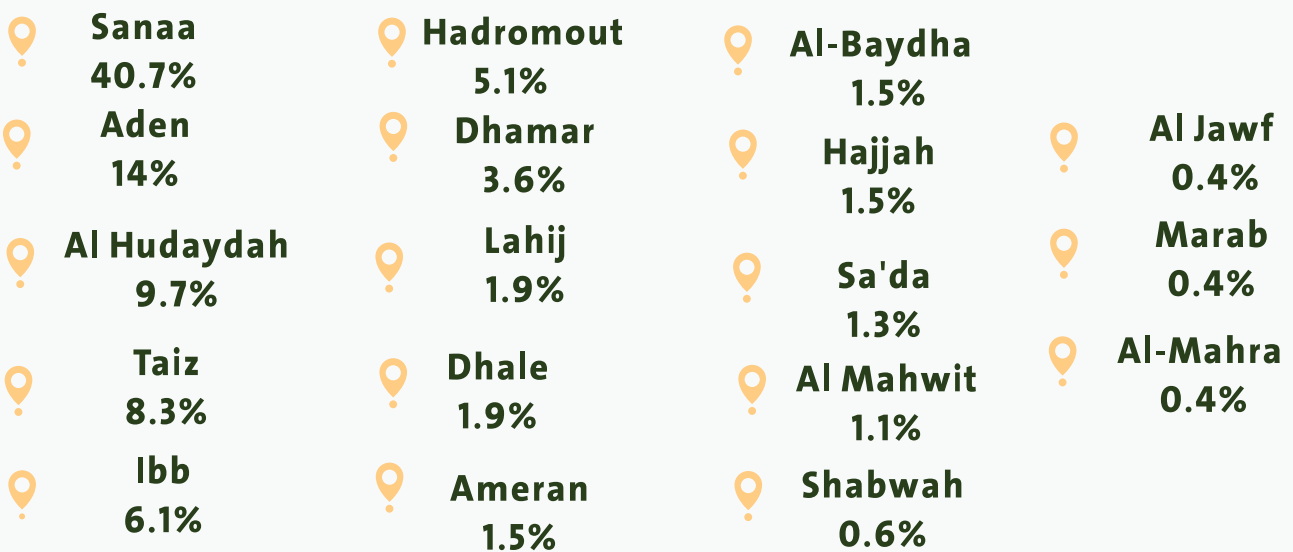 Sanaa
40.7%
Aden
14%
Al Hudaydah
9.7%
Taiz
8.3%
Ibb
6.1%
Hadromout
5.1%
Dhamar
3.6%
Lahij
1.9%
Dhale
1.9%
Ameran
1.5%
Al-Baydha
1.5%
Hajjah
1.5%
Sa'da
1.3%
Al Mahwit
1.1%
Shabwah
0.6%
Al Jawf
0.4%
Marab
0.4%
Al-Mahra
0.4%